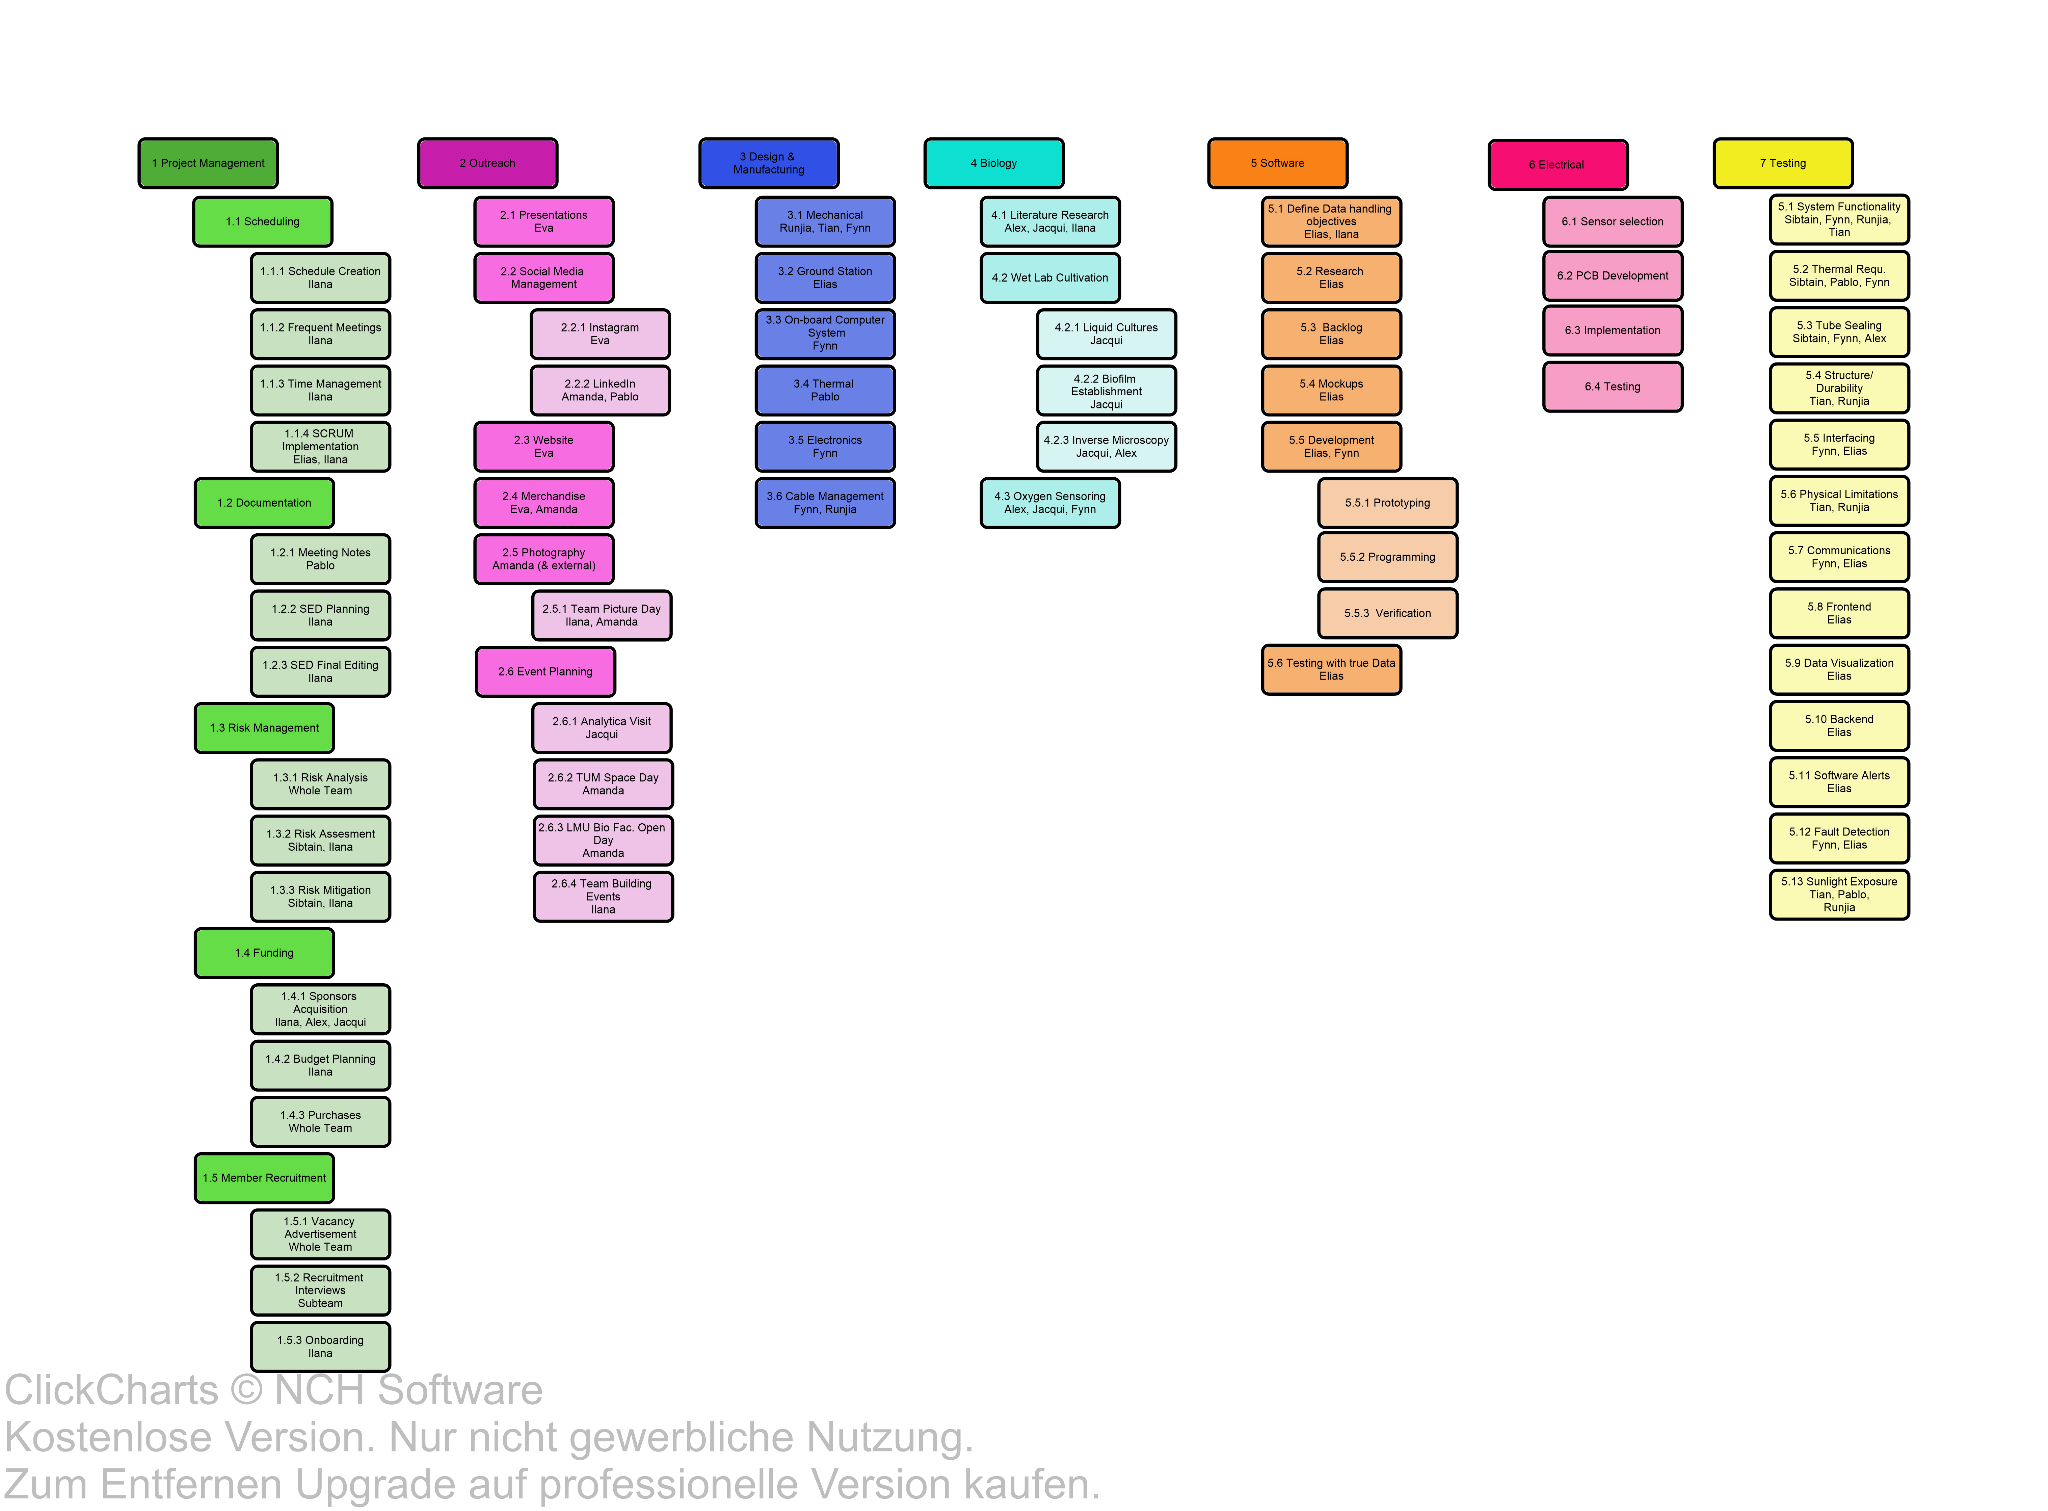 1 Project Management
1.1 Scheduling
1.1.1 Schedule Creation
Ilana
1.1.2 Frequent Meetings
Ilana
1.1.3 Time Management
Ilana
1.1.4 SCRUM
Implementation
Elias, Ilana
1.2 Documentation
1.2.1 Meeting Notes
Pablo
1.2.2 SED Planning
Ilana
1.2.3 SED Final Editing
Ilana
1.3 Risk Management
1.3.1 Risk Analysis
Whole Team
1.3.2 Risk Assesment
Sibtain, Ilana
1.3.3 Risk Mitigation
Sibtain, Ilana
1.4 Funding
1.4.1 Sponsors
Acquisition
Ilana, Alex, Jacqui
1.4.2 Budget Planning
Ilana
1.4.3 Purchases
Whole Team
1.5 Member Recruitment
1.5.1 Vacancy
Advertisement
Whole Team
1.5.2 Recruitment
Interviews
Subteam
1.5.3 Onboarding
Ilana
2 Outreach
2.1 Presentations
Eva
2.2 Social Media
Management
2.2.1 Instagram
Eva
2.2.2 LinkedIn
Amanda, Pablo
2.3 Website
Eva
2.4 Merchandise
Eva, Amanda
2.5 Photography
Amanda (& external)
2.5.1 Team Picture Day
Ilana, Amanda
2.6 Event Planning
2.6.1 Analytica Visit
Jacqui
2.6.2 TUM Space Day
Amanda
2.6.3 LMU Bio Fac. Open
Day
Amanda
2.6.4 Team Building
Events
Ilana
3 Design &
Manufacturing
3.1 Mechanical
Runjia, Tian, Fynn
3.2 Ground Station
Elias
3.3 On-board Computer
System
Fynn
3.4 Thermal
Pablo
3.5 Electronics
Fynn
3.6 Cable Management
Fynn, Runjia
4 Biology
4.1 Literature Research
Alex, Jacqui, Ilana
4.2 Wet Lab Cultivation
4.2.1 Liquid Cultures
Jacqui
4.2.2 Biofilm
Establishment
Jacqui
4.2.3 Inverse Microscopy
Jacqui, Alex
4.3 Oxygen Sensoring
Alex, Jacqui, Fynn
5 Software
5.1 Define Data handling
objectives
Elias, Ilana
5.2 Research
Elias
5.3 Backlog
Elias
5.4 Mockups
Elias
5.5 Development
Elias, Fynn
5.5.1 Prototyping
5.5.2 Programming
5.5.3 Verification
5.6 Testing with true Data
Elias
6 Electrical
6.1 Sensor selection
6.2 PCB Development
6.3 Implementation
6.4 Testing
7 Testing
5.1 System Functionality
Sibtain, Fynn, Runjia,
Tian
5.2 Thermal Requ.
Sibtain, Pablo, Fynn
5.3 Tube Sealing
Sibtain, Fynn, Alex
5.4 Structure/
Durability
Tian, Runjia
5.5 Interfacing
Fynn, Elias
5.6 Physical Limitations
Tian, Runjia
5.7 Communications
Fynn, Elias
5.8 Frontend
Elias
5.9 Data Visualization
Elias
5.10 Backend
Elias
5.11 Software Alerts
Elias
5.12 Fault Detection
Fynn, Elias
5.13 Sunlight Exposure
Tian, Pablo,
Runjia
ClickCharts © NCH Software
Kostenlose Version. Nur nicht gewerbliche Nutzung.
Zum Entfernen Upgrade auf professionelle Version kaufen.